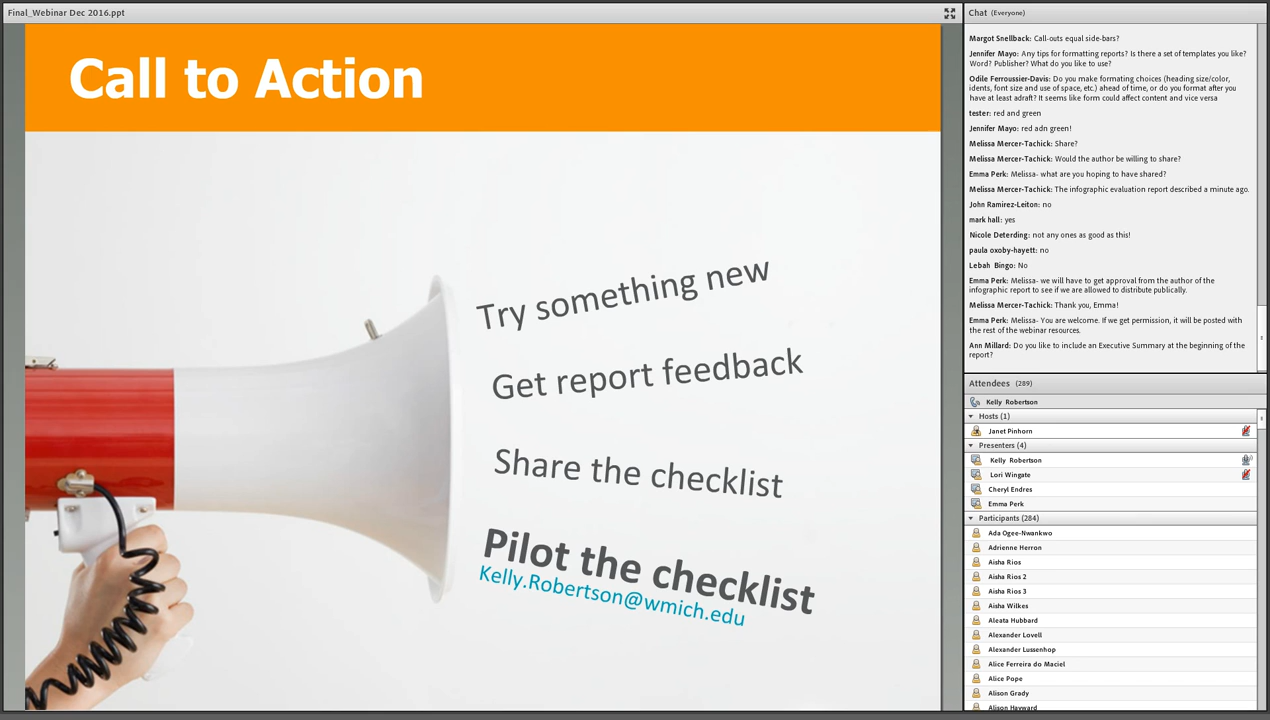 Final_Webinar Dec 2016.ppt
Call to Action
Try something new
Get report feedback
Share the checklist
Pilot the checklist
Kelly.Robertson@wmich.edu
Chat (Everyone)
Margot Snellback: Call-outs equal side-bars?
Jennifer Mayo: Any tips for formatting reports? Is there a set of templates you like?
Word? Publisher? What do you like to use?
Odile Ferroussier-Davis: Do you make formating choices (heading size/color,
idents, font size and use of space, etc.) ahead of time, or do you format after you
have at least adraft? It seems like form could affect content and vice versa
tester: red and green
Jennifer Mayo: red adn green!
Melissa Mercer-Tachick: Share?
Melissa Mercer-Tachick: Would the author be willing to share?
Emma Perk: Melissa- what are you hoping to have shared?
Melissa Mercer-Tachick: The infographic evaluation report described a minute ago.
John Ramirez-Leiton: no
mark hall: yes
Nicole Deterding: not any ones as good as this!
paula oxoby-hayett: no
Lebah Bingo: No
Emma Perk: Melissa- we will have to get approval from the author of the
infographic report to see if we are allowed to distribute publically.
Melissa Mercer-Tachick: Thank you, Emma!
Emma Perk: Melissa- You are welcome. If we get permission, it will be posted with
the rest of the webinar resources.
Ann Millard: Do you like to include an Executive Summary at the beginning of the
report?
Attendees (289)
Kelly Robertson
Hosts (1)
Janet Pinhorn
Presenters (4)
Kelly Robertson
Lori Wingate
Cheryl Endres
Emma Perk
Participants (284)
Ada Ogee-Nwankwo
Adrienne Herron
Aisha Rios
Aisha Rios 2
Aisha Rios 3
Aisha Wilkes
Aleata Hubbard
Alexander Lovell
Alexander Lussenhop
Alice Ferreira do Maciel
Alice Pope
Alison Grady
Alison Hayward